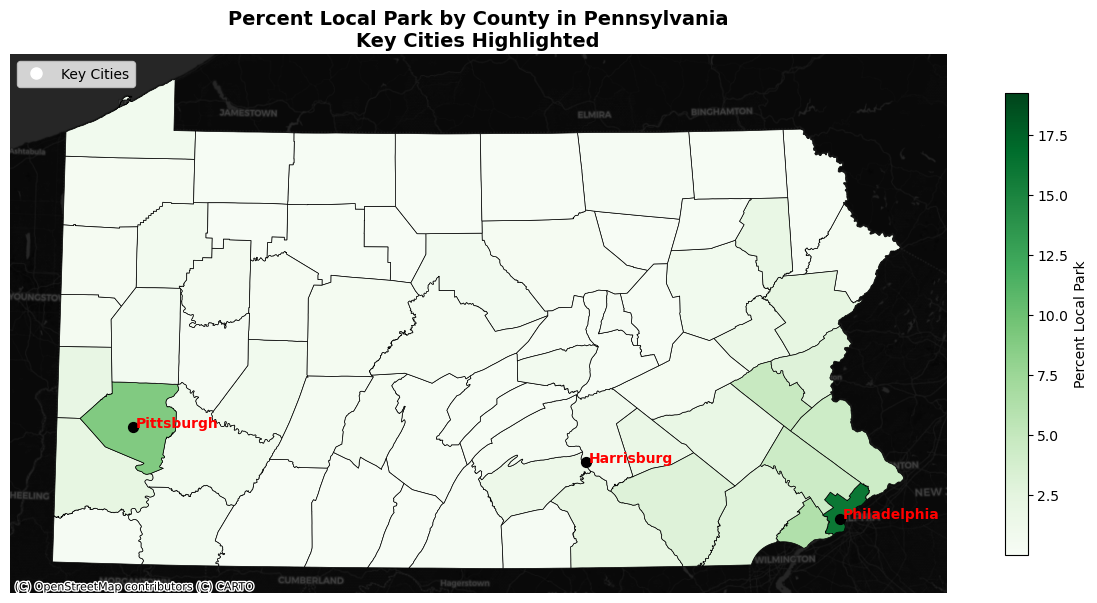 Percent Local Park by County in Pennsylvania
Key Cities Highlighted
Key Cities
JAMESTOWN
ELMIRA
BINGHAMTON
17.5
15.0
12.5
10.0
7.5
5.0
2.5
Percent Local Park
Pittsburgh
Harrisburg
Philadelphia
WHEELING
NEW
WILMINGTON
CUMBERLAND
Hagerstown
(C) OpenStreetMap contributors (C) CARTO